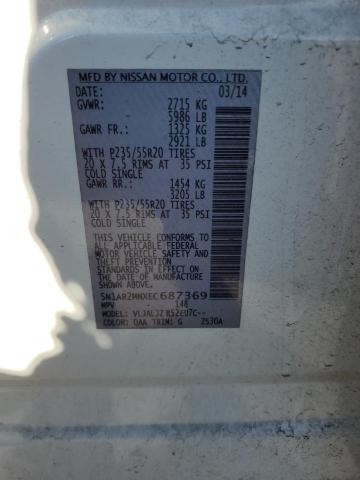 MFD BY NISSAN MOTOR CO., LTD.
DATE: 03/14
GVWR: 2715 KG
5986 LB
GAWR FR.: 1325 KG
2921 LB
WITH P235/55R20 TIRES
20 X 7.5 RIMS AT 35 PSI
COLD SINGLE
GAWR RR.: 1454 KG
3205 LB
WITH P235/55R20 TIRES
20 X 7.5 RIMS AT 35 PSI
COLD SINGLE
THIS VEHICLE CONFORMS TO ALL
APPLICABLE FEDERAL MOTOR VEHICLE
SAFETY AND THEFT PREVENTION
STANDARDS IN EFFECT ON THE
DATE OF MANUFACTURE SHOWN
ABOVE.
5N1AR2MNXEC687369
MPV 148
MODEL:
COLOR: QAA TRIM: G ZS30A